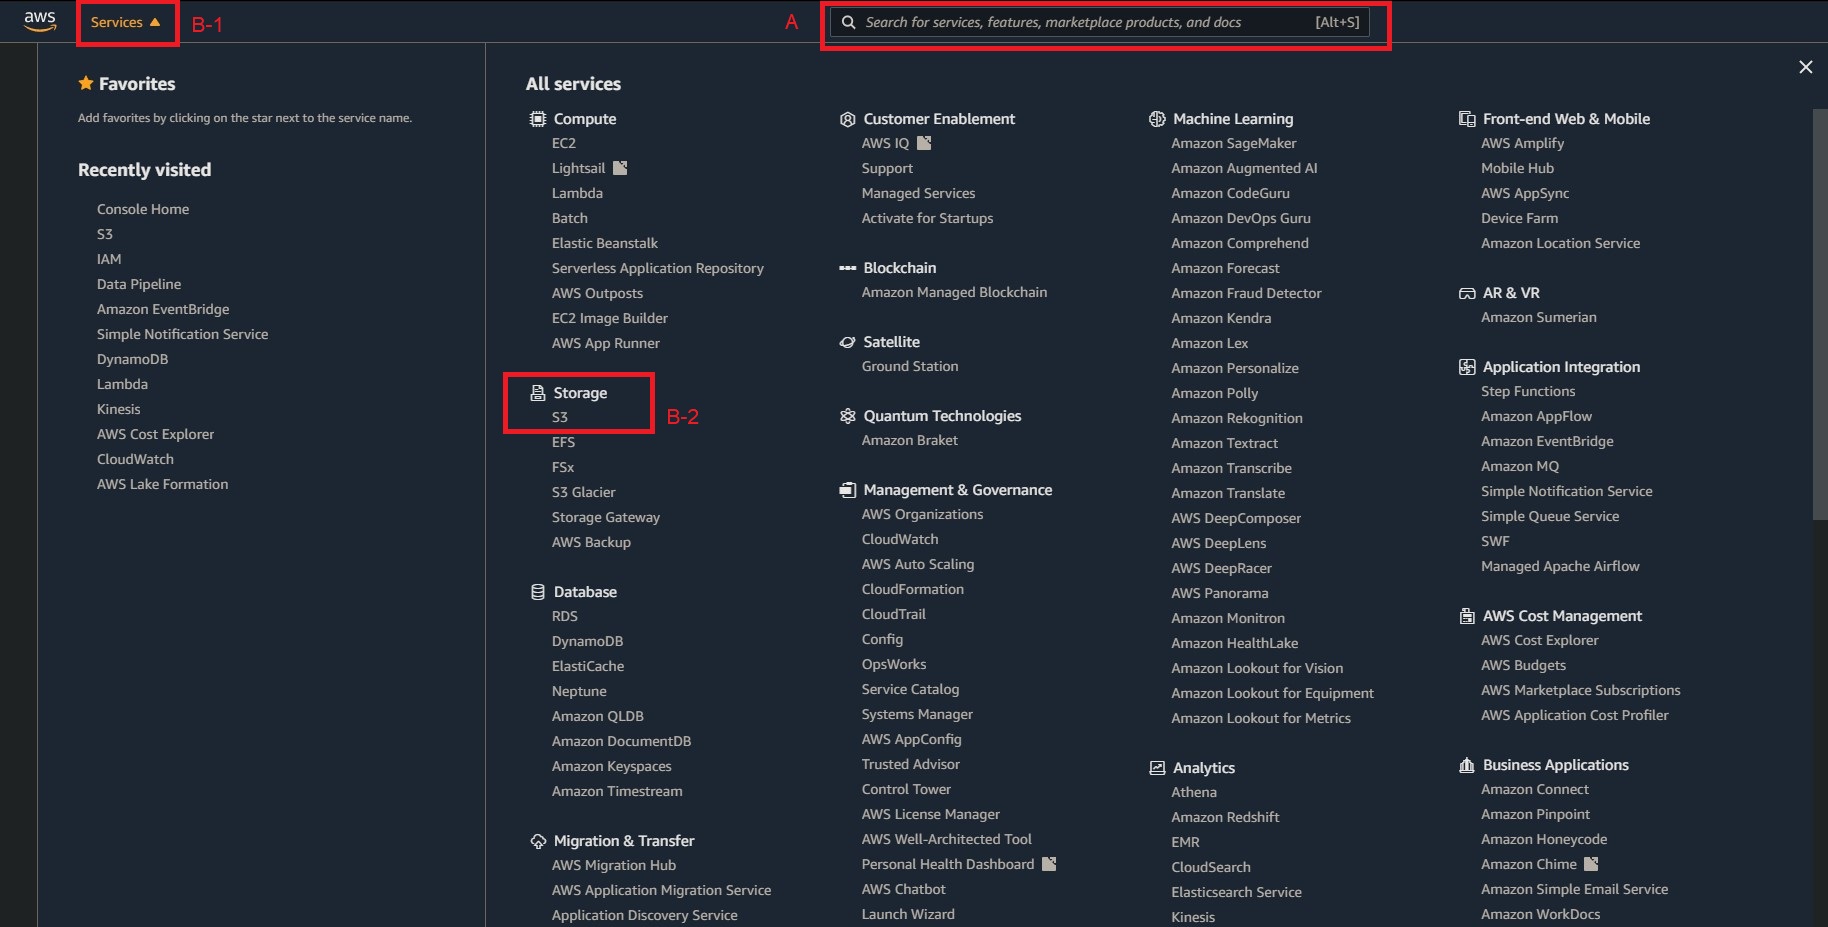 aws
Services
B-1
A
Search for services, features, marketplace products, and docs
[Alt+S]
Favorites
Add favorites by clicking on the star next to the service name.
Recently visited
Console Home
S3
IAM
Data Pipeline
Amazon EventBridge
Simple Notification Service
DynamoDB
Lambda
Kinesis
AWS Cost Explorer
CloudWatch
AWS Lake Formation
All services
Compute
EC2
Lightsail
Lambda
Batch
Elastic Beanstalk
Serverless Application Repository
AWS Outposts
EC2 Image Builder
AWS App Runner
Storage
S3
B-2
EFS
FSx
S3 Glacier
Storage Gateway
AWS Backup
Database
RDS
DynamoDB
ElastiCache
Neptune
Amazon QLDB
Amazon DocumentDB
Amazon Keyspaces
Amazon Timestream
Migration & Transfer
AWS Migration Hub
AWS Application Migration Service
Application Discovery Service
Customer Enablement
AWS IQ
Support
Managed Services
Activate for Startups
Blockchain
Amazon Managed Blockchain
Satellite
Ground Station
Quantum Technologies
Amazon Braket
Management & Governance
AWS Organizations
CloudWatch
AWS Auto Scaling
CloudFormation
CloudTrail
Config
OpsWorks
Service Catalog
Systems Manager
AWS AppConfig
Trusted Advisor
Control Tower
AWS License Manager
AWS Well-Architected Tool
Personal Health Dashboard
AWS Chatbot
Launch Wizard
Machine Learning
Amazon SageMaker
Amazon Augmented AI
Amazon CodeGuru
Amazon DevOps Guru
Amazon Comprehend
Amazon Forecast
Amazon Fraud Detector
Amazon Kendra
Amazon Lex
Amazon Personalize
Amazon Polly
Amazon Rekognition
Amazon Textract
Amazon Transcribe
Amazon Translate
AWS DeepComposer
AWS DeepLens
AWS DeepRacer
AWS Panorama
Amazon Monitron
Amazon HealthLake
Amazon Lookout for Vision
Amazon Lookout for Equipment
Amazon Lookout for Metrics
Analytics
Athena
Amazon Redshift
EMR
CloudSearch
Elasticsearch Service
Kinesis
Front-end Web & Mobile
AWS Amplify
Mobile Hub
AWS AppSync
Device Farm
Amazon Location Service
AR & VR
Amazon Sumerian
Application Integration
Step Functions
Amazon AppFlow
Amazon EventBridge
Amazon MQ
Simple Notification Service
Simple Queue Service
SWF
Managed Apache Airflow
AWS Cost Management
AWS Cost Explorer
AWS Budgets
AWS Marketplace Subscriptions
AWS Application Cost Profiler
Business Applications
Amazon Connect
Amazon Pinpoint
Amazon Honeycode
Amazon Chime
Amazon Simple Email Service
Amazon WorkDocs